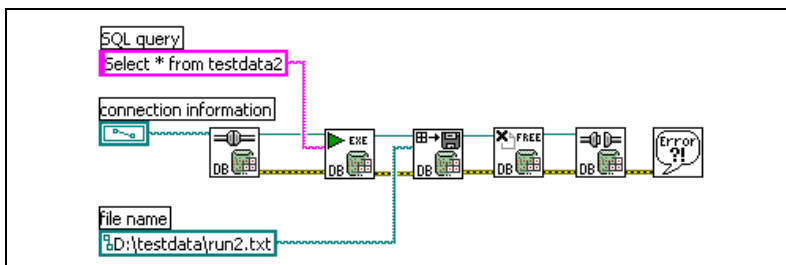 SQL query
Select * from testdata2
connection information
DB
EXE
DB
DB
FREE
DB
DB
Error
?!
file name
D:\testdata\run2.txt